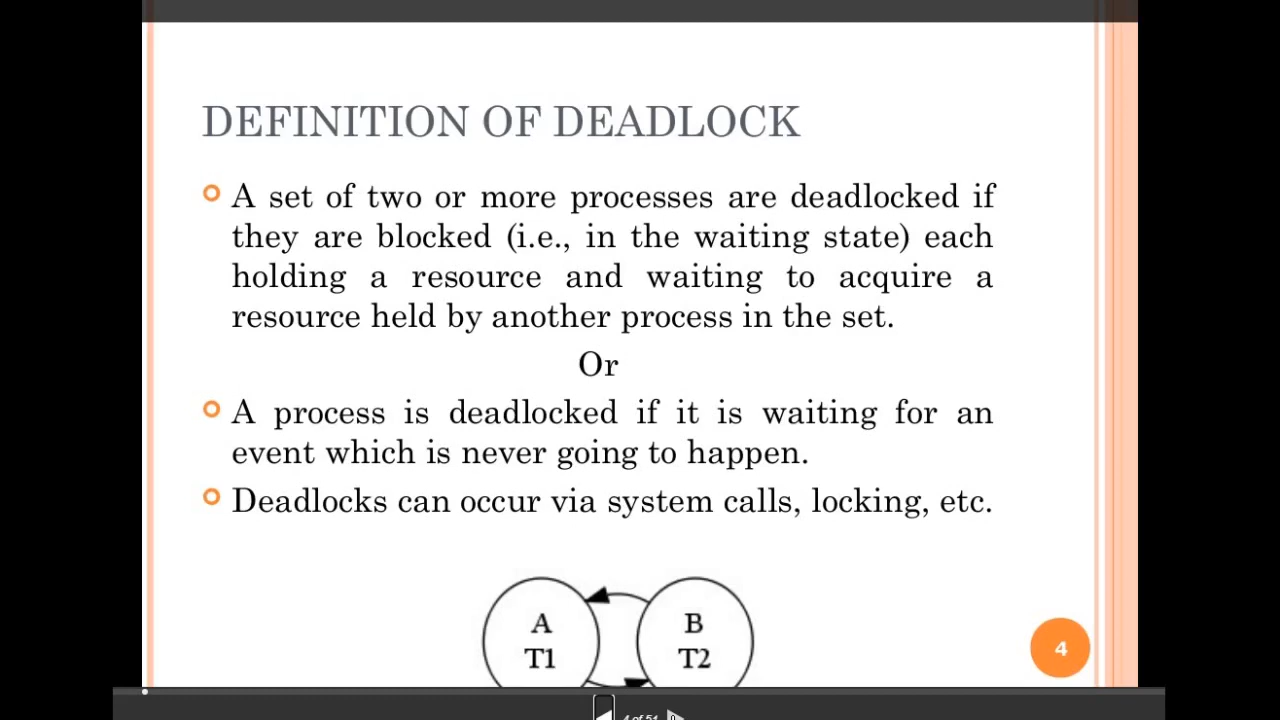 DEFINITION OF DEADLOCK
A set of two or more processes are deadlocked if
they are blocked (i.e., in the waiting state) each
holding a resource and waiting to acquire a
resource held by another process in the set.
Or
A process is deadlocked if it is waiting for an
event which is never going to happen.
Deadlocks can occur via system calls, locking, etc.
A
T1
B
T2
4
4 of 51